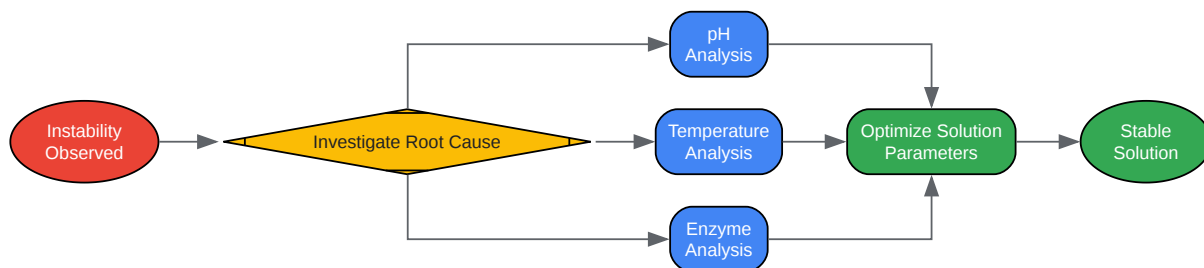 Instability
Observed
Investigate Root Cause
pH
Analysis
Temperature
Analysis
Enzyme
Analysis
Optimize Solution
Parameters
Stable
Solution